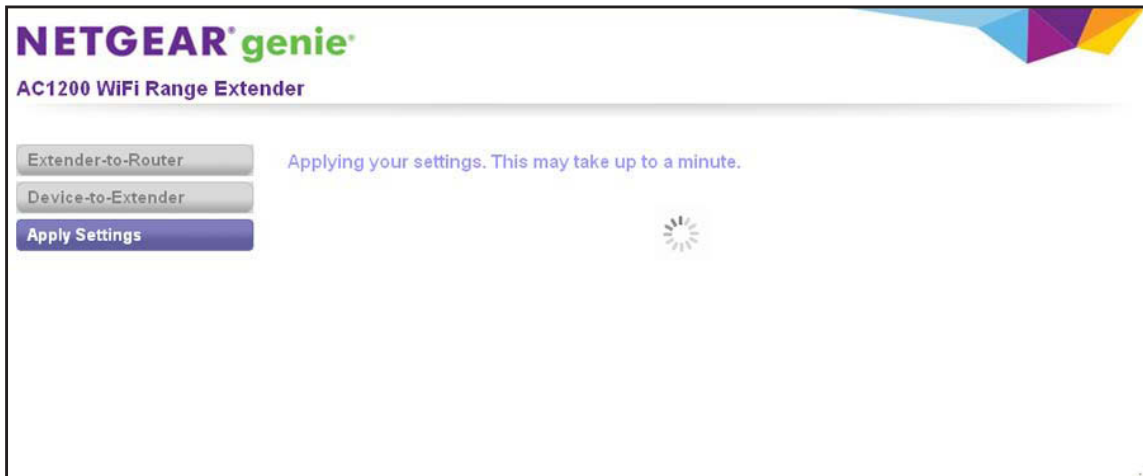 NETGEAR® genie®
AC1200 WiFi Range Extender
Extender-to-Router
Device-to-Extender
Apply Settings
Applying your settings. This may take up to a minute.